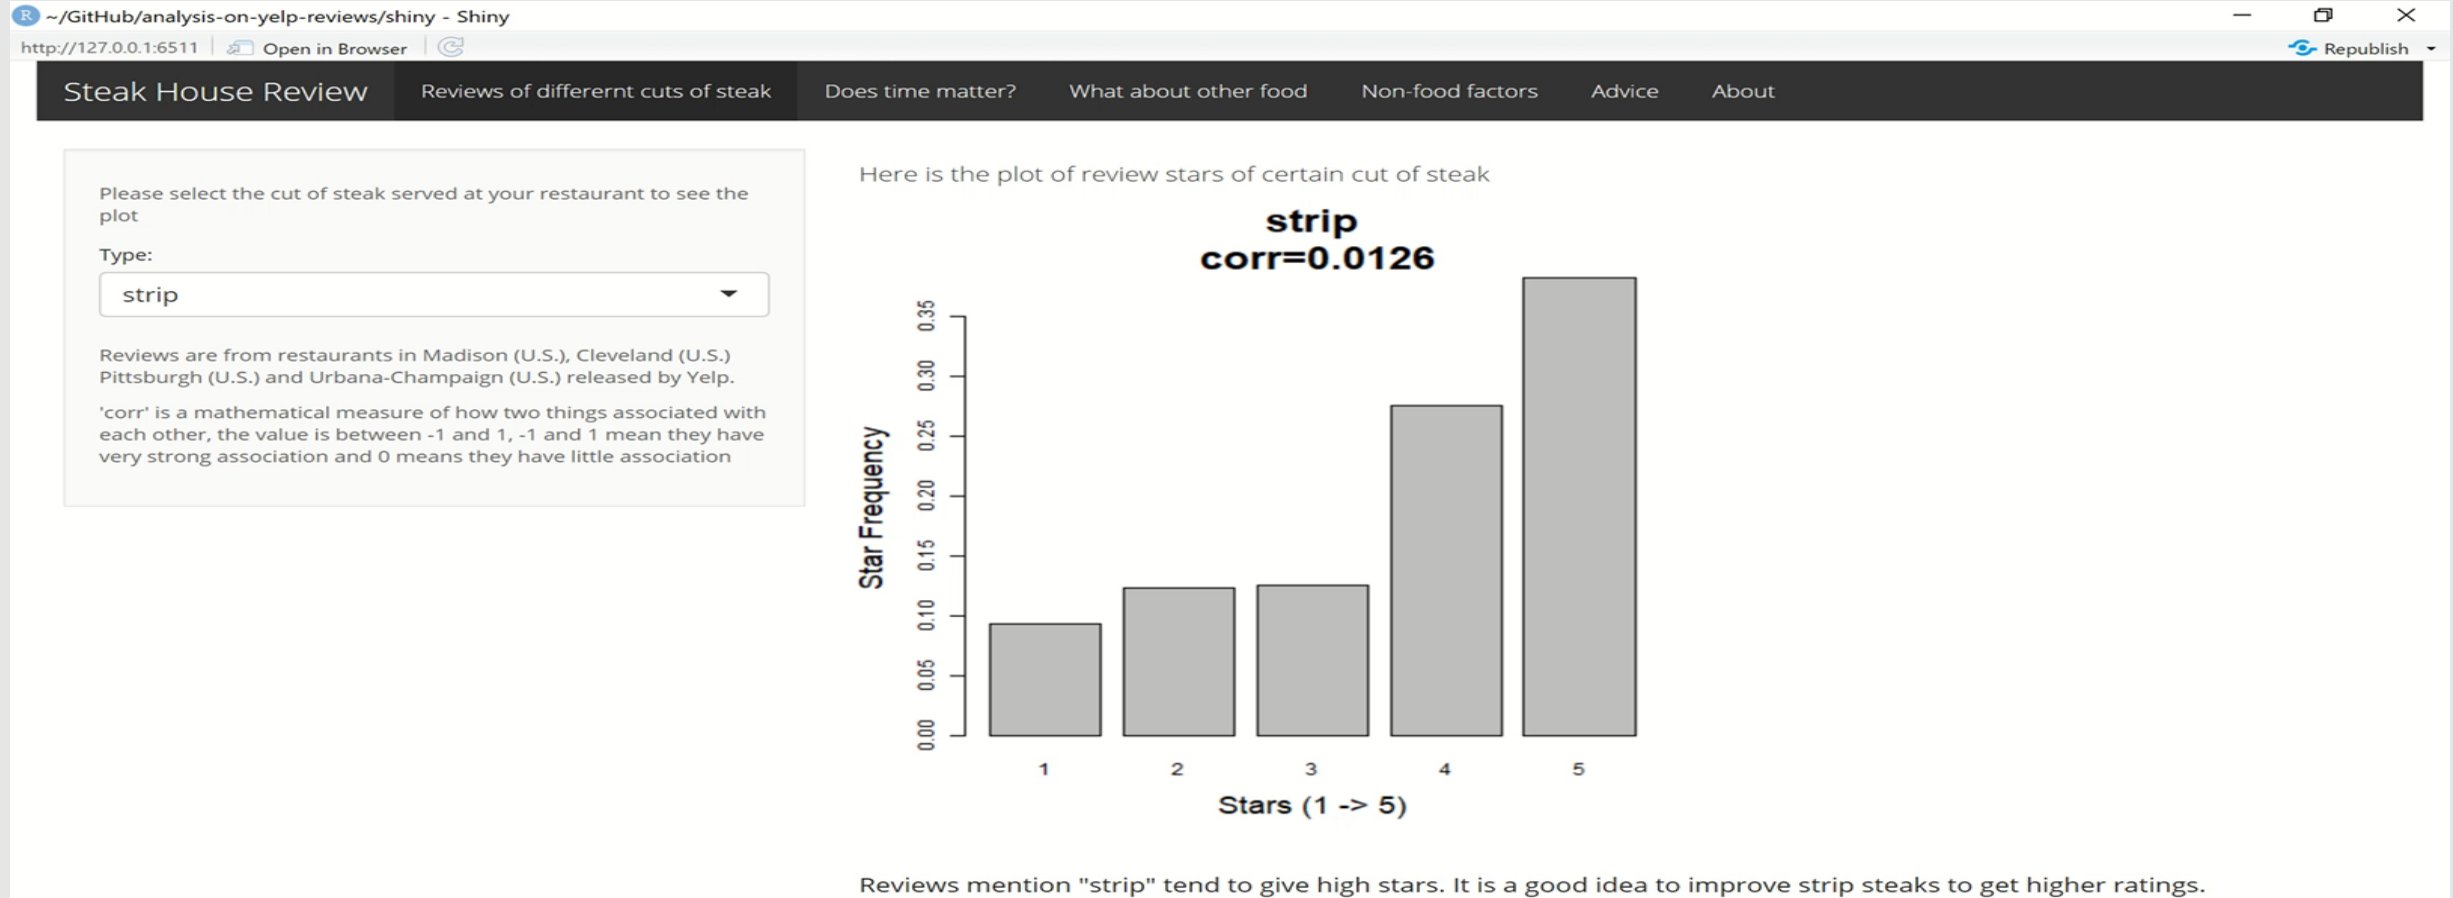 R ~/GitHub/analysis-on-yelp-reviews/shiny - Shiny
http://127.0.0.1:6511 Open in Browser Republish
Steak House Review Reviews of differernt cuts of steak Does time matter? What about other food Non-food factors Advice About
Please select the cut of steak served at your restaurant to see the
plot
Type:
strip
Reviews are from restaurants in Madison (U.S.), Cleveland (U.S.)
Pittsburgh (U.S.) and Urbana-Champaign (U.S.) released by Yelp.
'corr' is a mathematical measure of how two things associated with
each other, the value is between -1 and 1, -1 and 1 mean they have
very strong association and 0 means they have little association
Here is the plot of review stars of certain cut of steak
strip
corr=0.0126
Star Frequency
0.35
0.30
0.25
0.20
0.15
0.10
0.05
0.00
1 2 3 4 5
Stars (1 -> 5)
Reviews mention "strip" tend to give high stars. It is a good idea to improve strip steaks to get higher ratings.